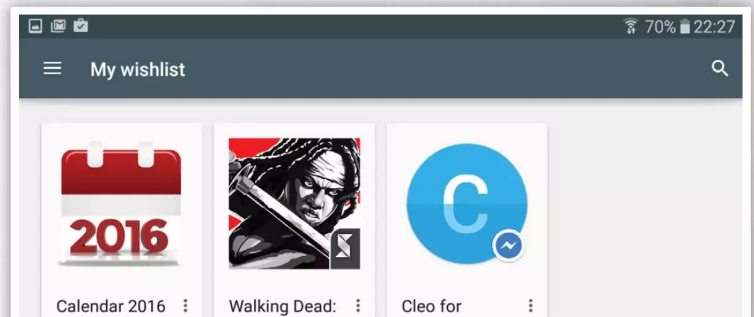 70% 22:27
My wishlist
2016
C
Calendar 2016
Walking Dead:
Cleo for